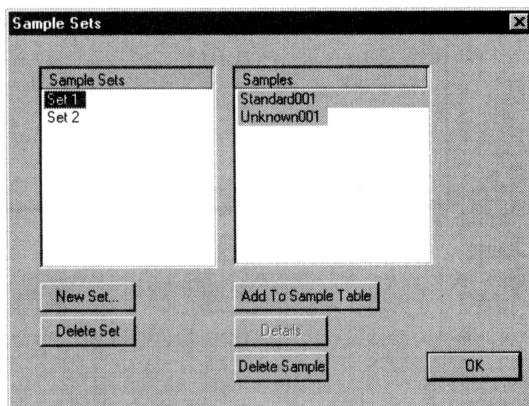 Sample Sets
Sample Sets
Set 1
Set 2
Samples
Standard001
Unknown001
New Set...
Delete Set
Add To Sample Table
Details
Delete Sample
OK